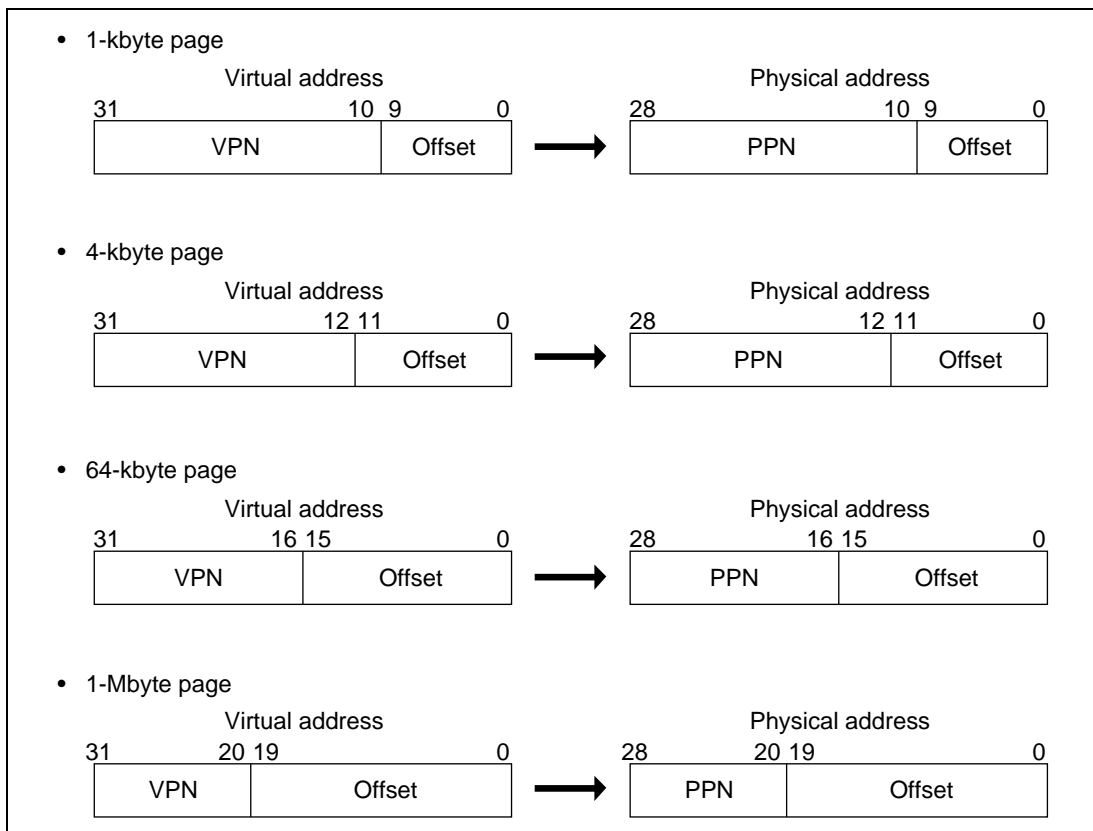 • 1-kbyte page
Virtual address Physical address
31 10 9 0 28 10 9 0
VPN Offset PPN Offset
• 4-kbyte page
Virtual address Physical address
31 12 11 0 28 12 11 0
VPN Offset PPN Offset
• 64-kbyte page
Virtual address Physical address
31 16 15 0 28 16 15 0
VPN Offset PPN Offset
• 1-Mbyte page
Virtual address Physical address
31 20 19 0 28 20 19 0
VPN Offset PPN Offset